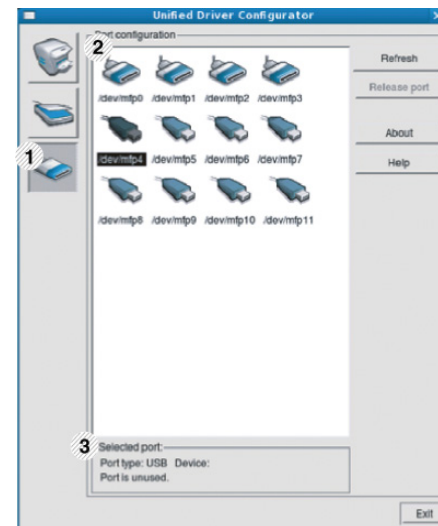 Unified Driver Configurator
Port configuration
2
/dev/mfp0 /dev/mfp1 /dev/mfp2 /dev/mfp3
/dev/mfp4 /dev/mfp5 /dev/mfp6 /dev/mfp7
/dev/mfp8 /dev/mfp9 /dev/mfp10 /dev/mfp11
1
Refresh
Release port
About
Help
3
Selected port:
Port type: USB Device:
Port is unused.
Exit